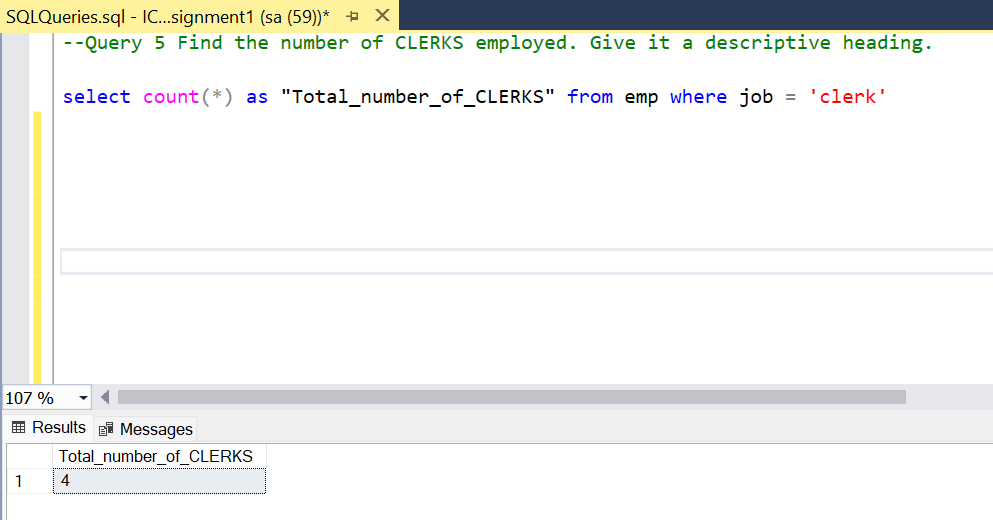 SQLQueries.sql - IC...signment1 (sa (59))*
--Query 5 Find the number of CLERKS employed. Give it a descriptive heading.
select count(*) as "Total_number_of_CLERKS" from emp where job = 'clerk'
107 %
Results Messages
Total_number_of_CLERKS
1 4